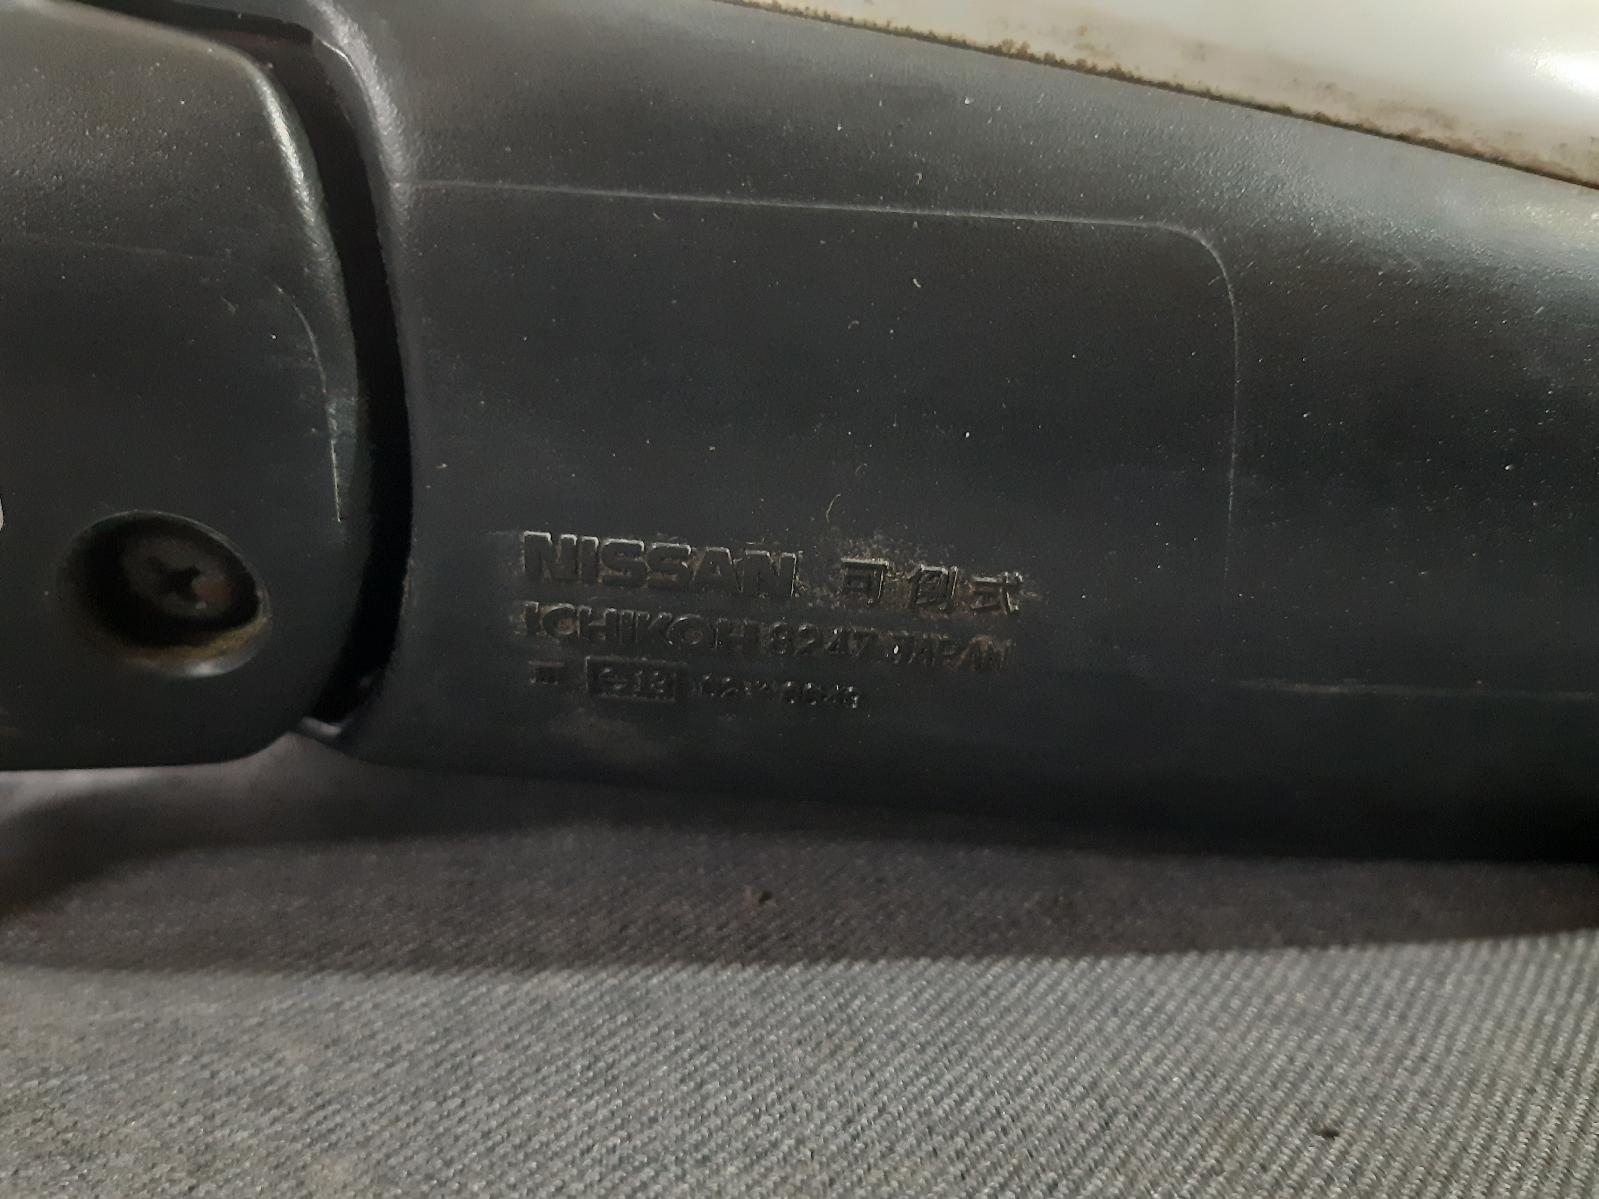 NISSAN 可倒式
ICHIKOH 8247 JAPAN